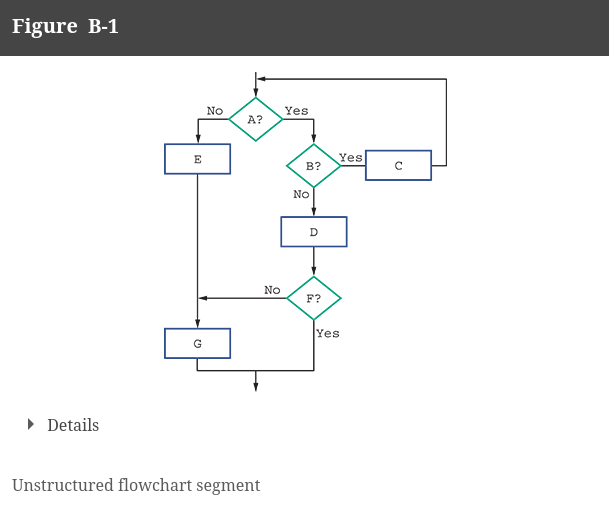 Figure B-1
No
Yes
A?
E
B?
Yes
C
No
D
No
F?
Yes
G
Details
Unstructured flowchart segment